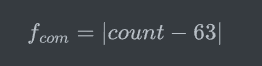 f_com = |count − 63|